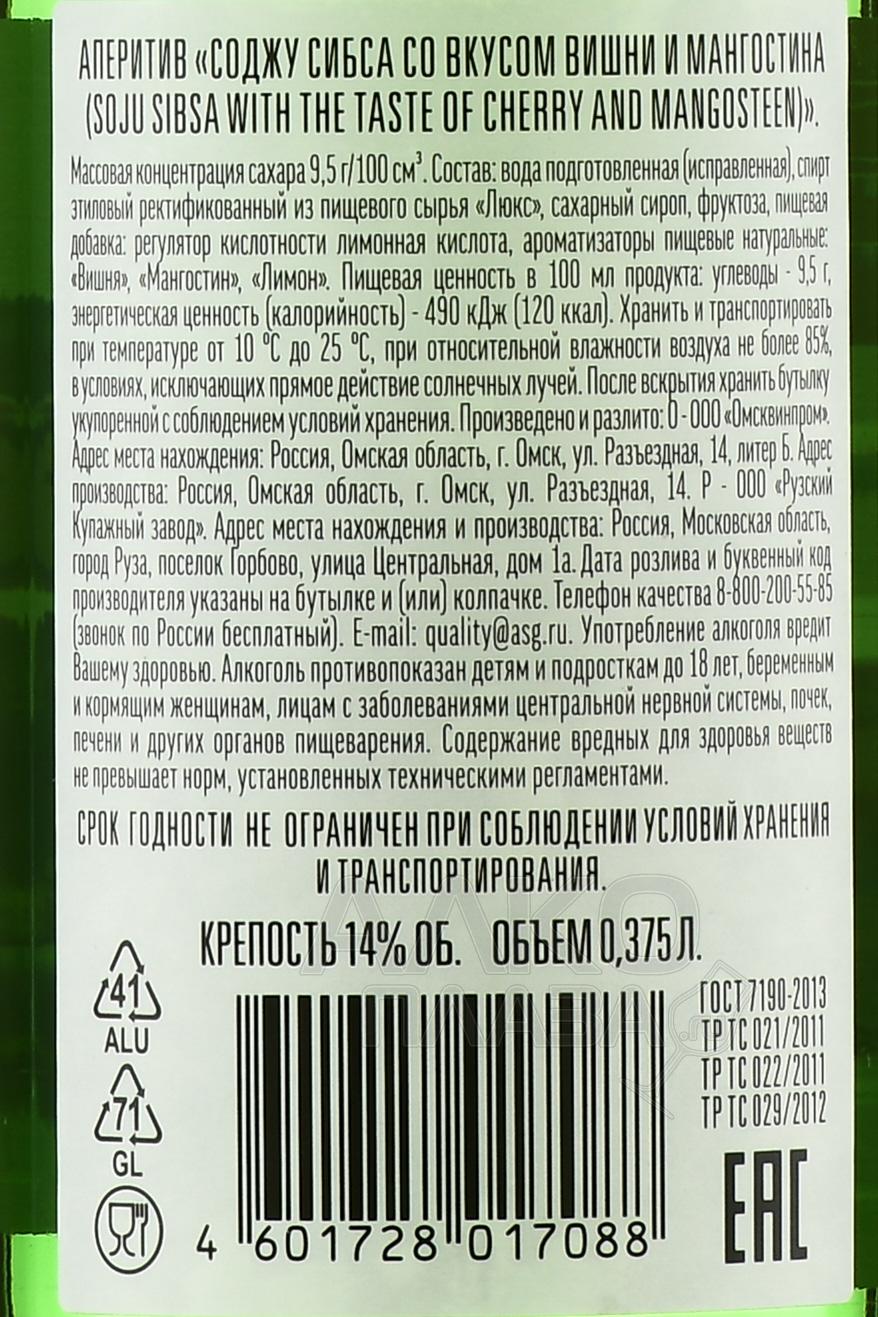 АПЕРИТИВ «СОДЖУ СИБСА СО ВКУСОМ ВИШНИ И МАНГОСТИНА
(SOJU SIBSA WITH THE TASTE OF CHERRY AND MANGOSTEEN)».
Массовая концентрация сахара 9,5 г/100 см³. Состав: вода подготовленная (исправленная), спирт
этиловый ректификованный из пищевого сырья «Люкс», сахарный сироп, фруктоза, пищевая
добавка: регулятор кислотности лимонная кислота, ароматизаторы пищевые натуральные:
«Вишня», «Мангостин», «Лимон». Пищевая ценность в 100 мл продукта: углеводы - 9,5 г,
энергетическая ценность (калорийность) - 490 кДж (120 ккал). Хранить и транспортировать
при температуре от 10 °С до 25 °С, при относительной влажности воздуха не более 85%,
в условиях, исключающих прямое действие солнечных лучей. После вскрытия хранить бутылку
укупоренной с соблюдением условий хранения. Произведено и разлито: О - ООО «Омсквинпром».
Адрес места нахождения: Россия, Омская область, г. Омск, ул. Разъездная, 14, литер Б. Адрес
производства: Россия, Омская область, г. Омск, ул. Разъездная, 14. Р - ООО «Рузский
Купажный завод». Адрес места нахождения и производства: Россия, Московская область,
город Руза, поселок Горбово, улица Центральная, дом 1а. Дата розлива и буквенный код
производителя указаны на бутылке и (или) колпачке. Телефон качества 8-800-200-55-85
(звонок по России бесплатный). E-mail: quality@asg.ru. Употребление алкоголя вредит
Вашему здоровью. Алкоголь противопоказан детям и подросткам до 18 лет, беременным
и кормящим женщинам, лицам с заболеваниями центральной нервной системы, почек,
печени и других органов пищеварения. Содержание вредных для здоровья веществ
не превышает норм, установленных техническими регламентами.
СРОК ГОДНОСТИ НЕ ОГРАНИЧЕН ПРИ СОБЛЮДЕНИИ УСЛОВИЙ ХРАНЕНИЯ
И ТРАНСПОРТИРОВАНИЯ.
КРЕПОСТЬ 14% ОБ. ОБЪЕМ 0,375 Л.
41
ALU
71
GL
ГОСТ 7190-2013
ТР ТС 021/2011
ТР ТС 022/2011
ТР ТС 029/2012
EAC
4 601728 017088
АЛКО
ПЛАЗА.ru